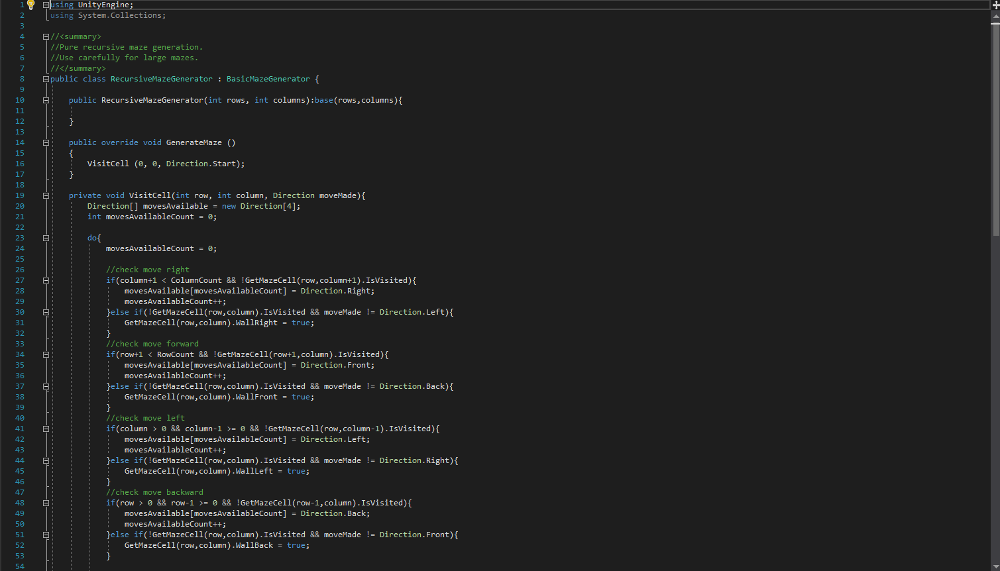 1 using UnityEngine;
2 using System.Collections;
3
4 //<summary>
5 //Pure recursive maze generation.
6 //Use carefully for large mazes.
7 //</summary>
8 public class RecursiveMazeGenerator : BasicMazeGenerator {
9
10     public RecursiveMazeGenerator(int rows, int columns):base(rows,columns){
11
12     }
13
14     public override void GenerateMaze ()
15     {
16         VisitCell (0, 0, Direction.Start);
17     }
18
19     private void VisitCell(int row, int column, Direction moveMade){
20         Direction[] movesAvailable = new Direction[4];
21         int movesAvailableCount = 0;
22
23         do{
24             movesAvailableCount = 0;
25
26             //check move right
27             if(column+1 < ColumnCount && !GetMazeCell(row,column+1).IsVisited){
28                 movesAvailable[movesAvailableCount] = Direction.Right;
29                 movesAvailableCount++;
30             }else if(!GetMazeCell(row,column).IsVisited && moveMade != Direction.Left){
31                 GetMazeCell(row,column).WallRight = true;
32             }
33             //check move forward
34             if(row+1 < RowCount && !GetMazeCell(row+1,column).IsVisited){
35                 movesAvailable[movesAvailableCount] = Direction.Front;
36                 movesAvailableCount++;
37             }else if(!GetMazeCell(row,column).IsVisited && moveMade != Direction.Back){
38                 GetMazeCell(row,column).WallFront = true;
39             }
40             //check move left
41             if(column > 0 && column-1 >= 0 && !GetMazeCell(row,column-1).IsVisited){
42                 movesAvailable[movesAvailableCount] = Direction.Left;
43                 movesAvailableCount++;
44             }else if(!GetMazeCell(row,column).IsVisited && moveMade != Direction.Right){
45                 GetMazeCell(row,column).WallLeft = true;
46             }
47             //check move backward
48             if(row > 0 && row-1 >= 0 && !GetMazeCell(row-1,column).IsVisited){
49                 movesAvailable[movesAvailableCount] = Direction.Back;
50                 movesAvailableCount++;
51             }else if(!GetMazeCell(row,column).IsVisited && moveMade != Direction.Front){
52                 GetMazeCell(row,column).WallBack = true;
53             }
54